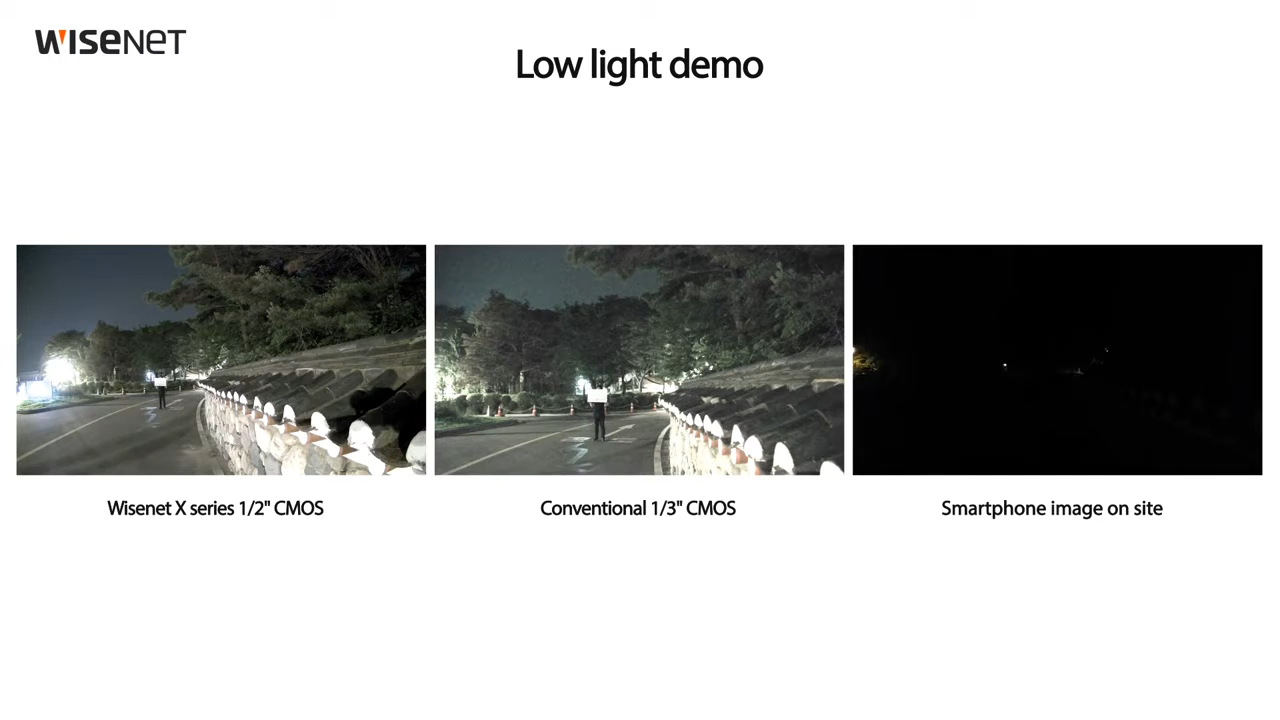 WISENET
Low light demo
Wisenet X series 1/2" CMOS
Conventional 1/3" CMOS
Smartphone image on site